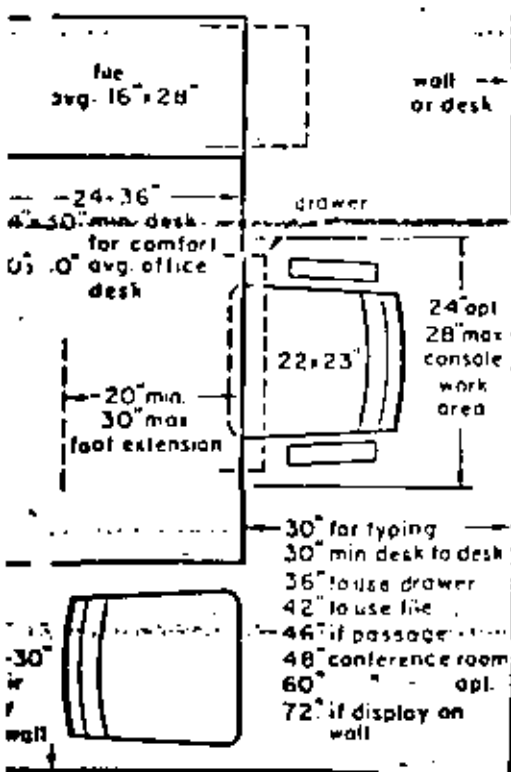 file
avg. 16"x28"
wall
or desk
24-36"
drawer
min. desk
for comfort
avg. office
desk
24" opt.
28" max
console
work
area
22x23"
20" min.
30" max
foot extension
30" for typing
30" min desk to desk
36" to use drawer
42" to use file
46" if passage
48" conference room
60" " - opt.
72" if display on
wall
-30"
wall